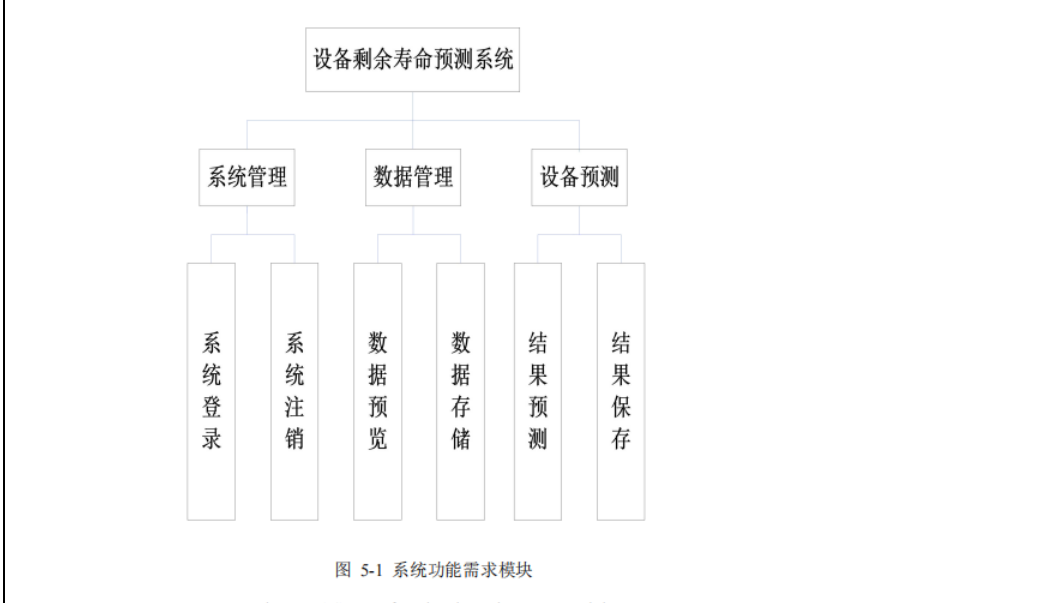 设备剩余寿命预测系统
系统管理
数据管理
设备预测
系统登录
系统注销
数据预览
数据存储
结果预测
结果保存
图 5-1 系统功能需求模块